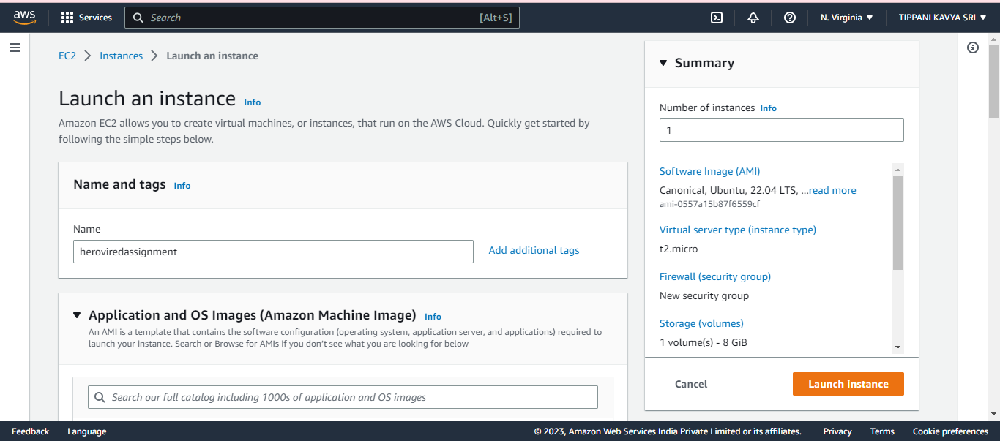 aws
Services
Search
[Alt+S]
N. Virginia
TIPPANI KAVYA SRI
EC2
Instances
Launch an instance
Launch an instance Info
Amazon EC2 allows you to create virtual machines, or instances, that run on the AWS Cloud. Quickly get started by
following the simple steps below.
Name and tags Info
Name
heroviredassignment
Add additional tags
Application and OS Images (Amazon Machine Image) Info
An AMI is a template that contains the software configuration (operating system, application server, and applications) required to
launch your instance. Search or Browse for AMIs if you don’t see what you are looking for below
Search our full catalog including 1000s of application and OS images
Summary
Number of instances Info
1
Software Image (AMI)
Canonical, Ubuntu, 22.04 LTS, ...read more
ami-0557a15b87f6559cf
Virtual server type (instance type)
t2.micro
Firewall (security group)
New security group
Storage (volumes)
1 volume(s) - 8 GiB
Cancel
Launch instance
Feedback
Language
© 2023, Amazon Web Services India Private Limited or its affiliates.
Privacy
Terms
Cookie preferences